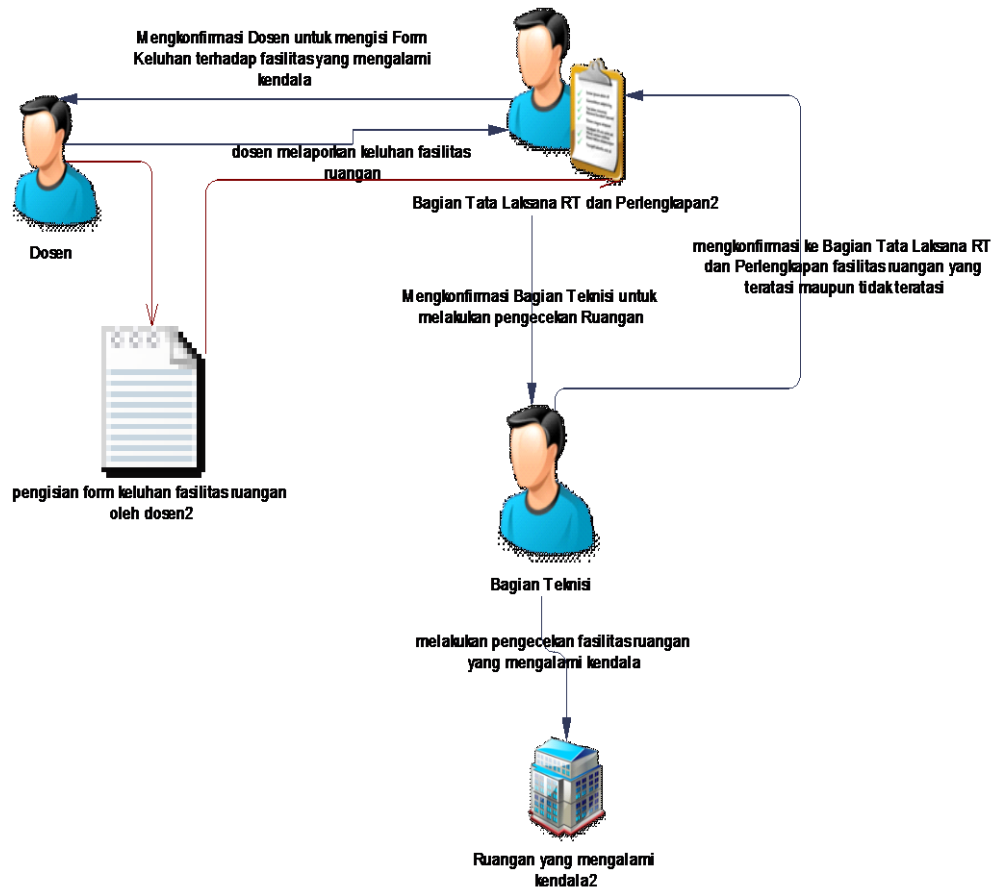 Mengkonfirmasi Dosen untuk mengisi Form
Keluhan terhadap fasilitas yang mengalami
kendala
dosen melaporkan keluhan fasilitas
ruangan
Bagian Tata Laksana RT dan Perlengkapan2
Dosen
mengkonfirmasi ke Bagian Tata Laksana RT
dan Perlengkapan fasilitas ruangan yang
teratasi maupun tidak teratasi
Mengkonfirmasi Bagian Teknisi untuk
melakukan pengecekan Ruangan
pengisian form keluhan fasilitas ruangan
oleh dosen2
Bagian Teknisi
melakukan pengecekan fasilitas ruangan
yang mengalami kendala
Ruangan yang mengalami
kendala2